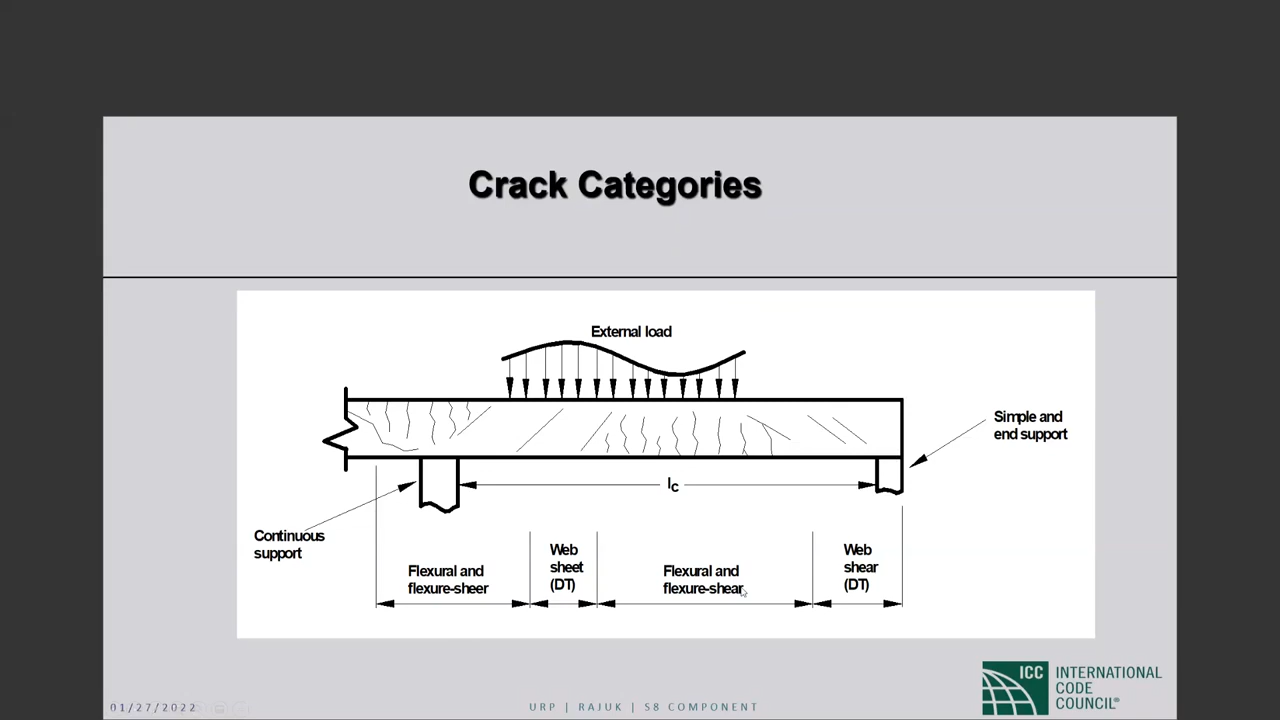 Crack Categories
External load
Simple and
end support
lc
Continuous
support
Flexural and
flexure-sheer
Web
sheet
(DT)
Flexural and
flexure-shear
Web
shear
(DT)
01/27/2022
URP | RAJUK | S8 COMPONENT
ICC
INTERNATIONAL
CODE
COUNCIL®